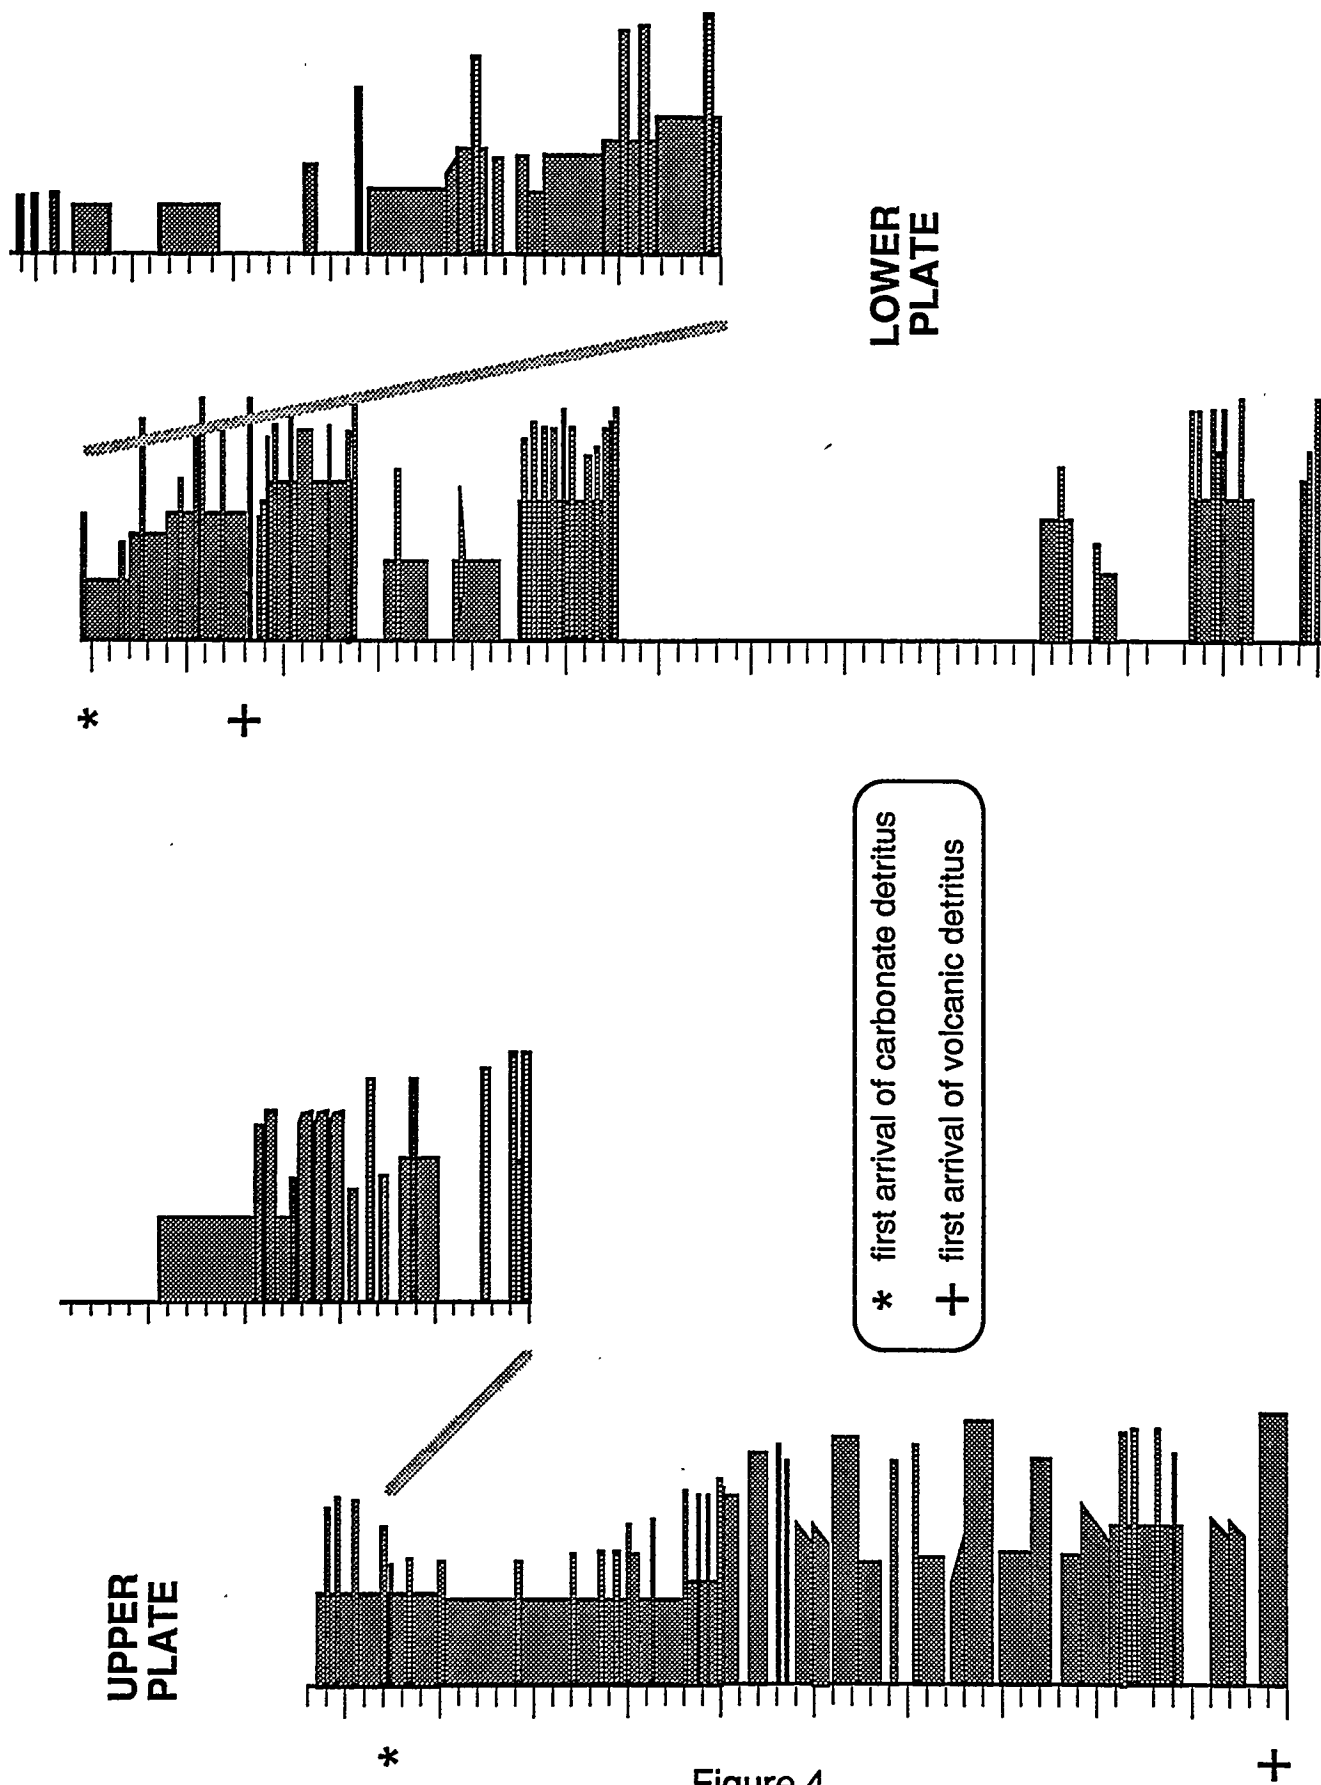 UPPER
PLATE
LOWER
PLATE
* first arrival of carbonate detritus
+ first arrival of volcanic detritus
*
+
*
+
Figure 4